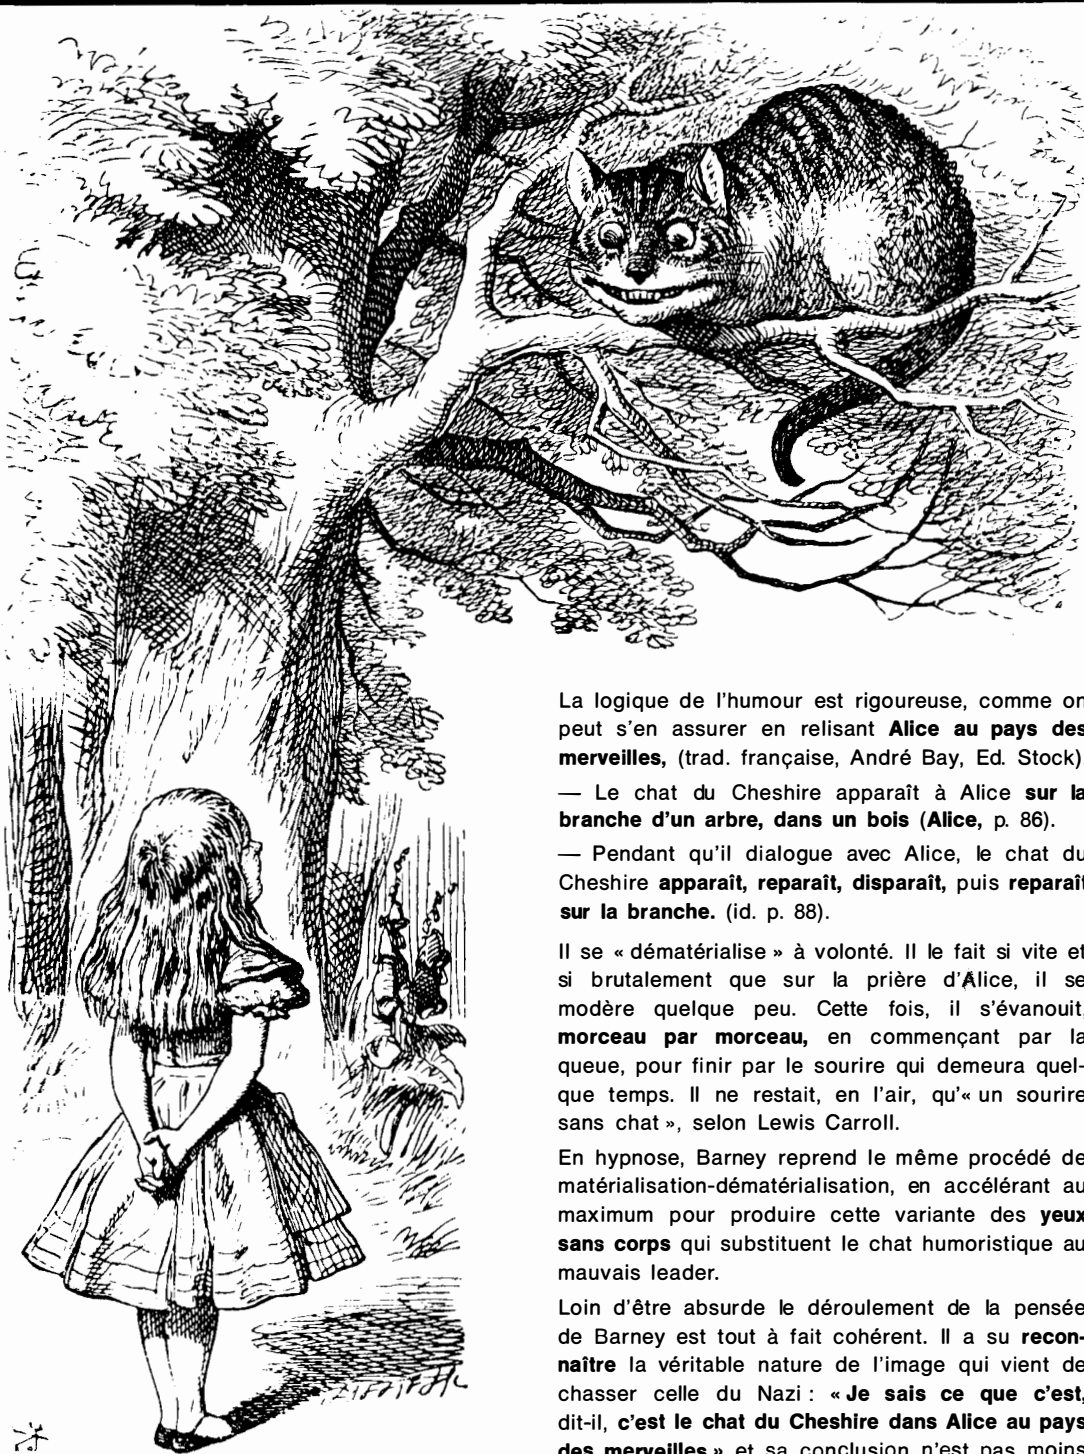 La logique de l'humour est rigoureuse, comme on
peut s'en assurer en relisant Alice au pays des
merveilles, (trad. française, André Bay, Ed. Stock)
— Le chat du Cheshire apparaît à Alice sur la
branche d'un arbre, dans un bois (Alice, p. 86).
— Pendant qu'il dialogue avec Alice, le chat du
Cheshire apparaît, reparaît, disparaît, puis reparaît
sur la branche. (id. p. 88).
Il se « dématérialise » à volonté. Il le fait si vite et
si brutalement que sur la prière d'Alice, il se
modère quelque peu. Cette fois, il s'évanouit,
morceau par morceau, en commençant par la
queue, pour finir par le sourire qui demeura quel-
que temps. Il ne restait, en l'air, qu'« un sourire
sans chat », selon Lewis Carroll.
En hypnose, Barney reprend le même procédé de
matérialisation-dématérialisation, en accélérant au
maximum pour produire cette variante des yeux
sans corps qui substituent le chat humoristique au
mauvais leader.
Loin d'être absurde le déroulement de la pensée
de Barney est tout à fait cohérent. Il a su recon-
naître la véritable nature de l'image qui vient de
chasser celle du Nazi : « Je sais ce que c'est,
dit-il, c'est le chat du Cheshire dans Alice au pays
des merveilles » et sa conclusion n'est pas moins